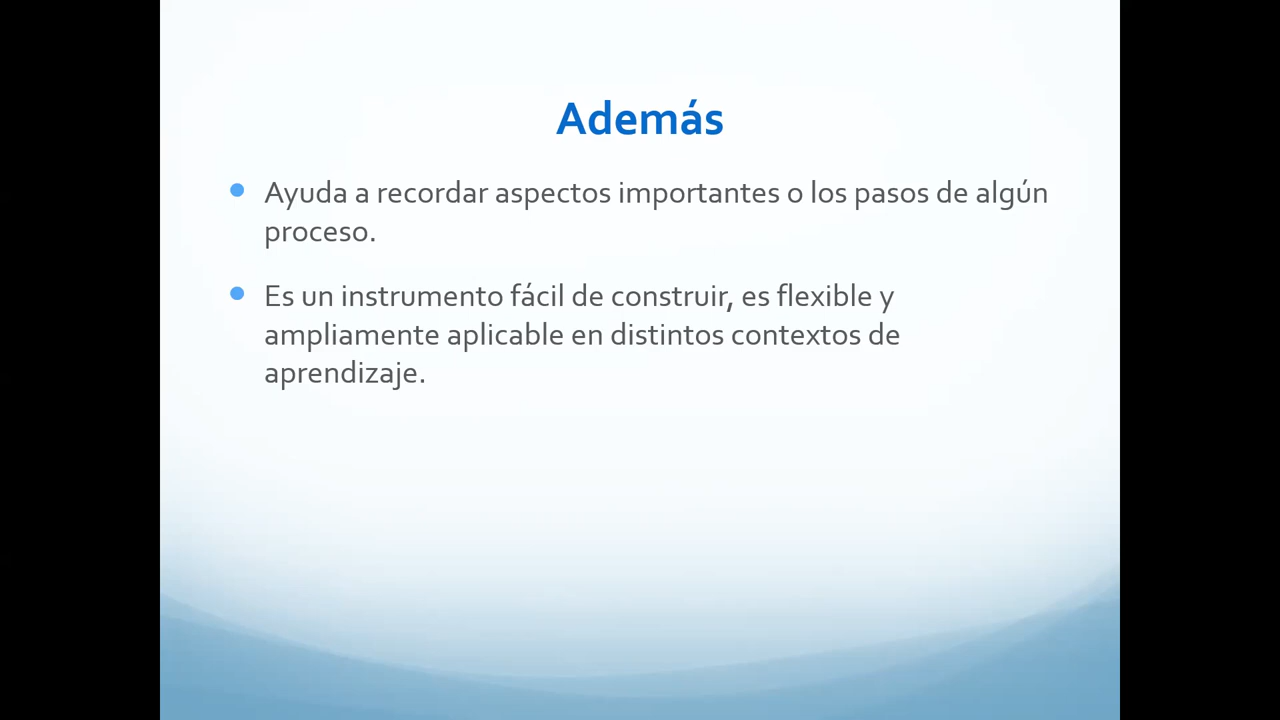 Además
Ayuda a recordar aspectos importantes o los pasos de algún
proceso.
Es un instrumento fácil de construir, es flexible y
ampliamente aplicable en distintos contextos de
aprendizaje.